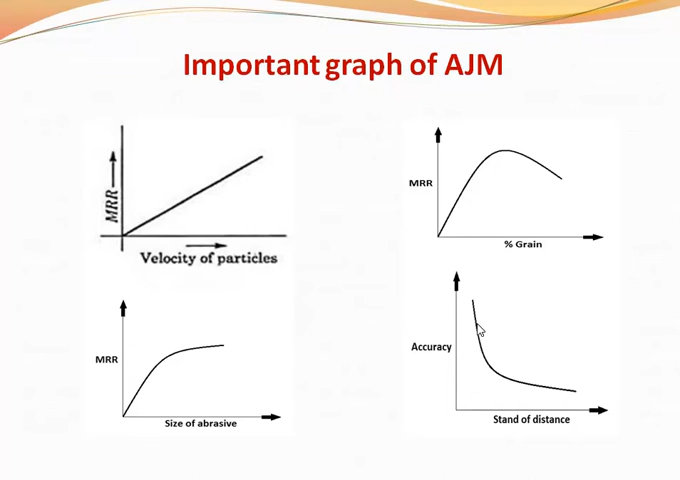 Important graph of AJM
MRR
Velocity of particles
MRR
% Grain
MRR
Size of abrasive
Accuracy
Stand of distance